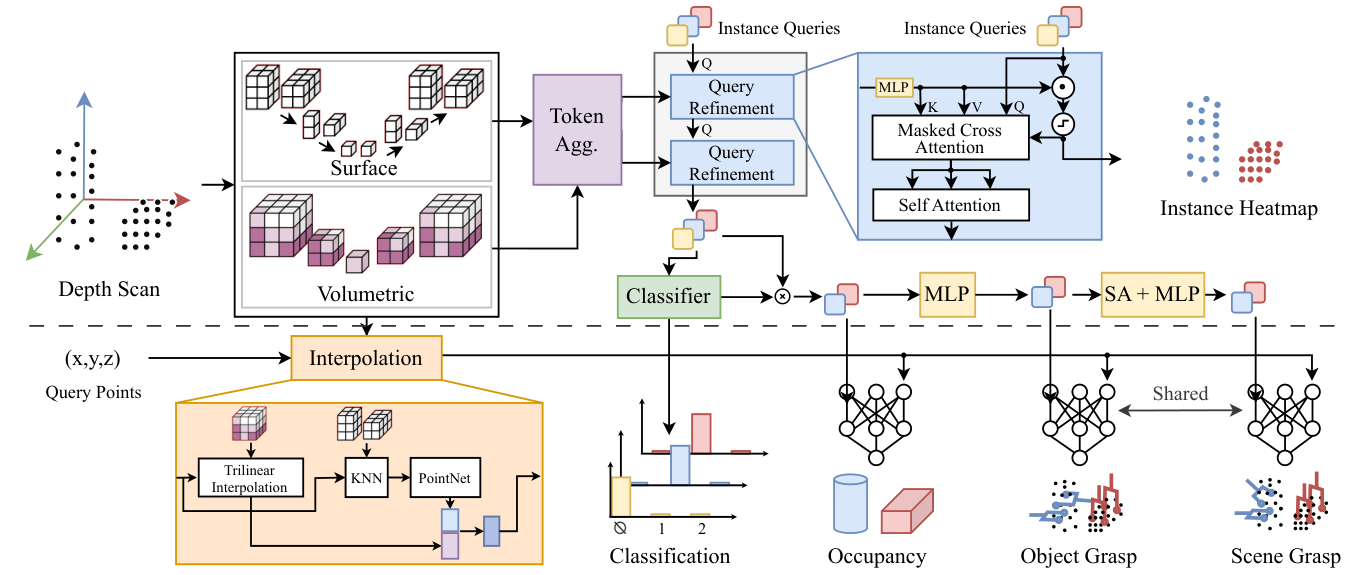 Instance Queries
Instance Queries
Q
Query
Refinement
Q
Query
Refinement
MLP
K
V
Q
Masked Cross
Attention
Self Attention
Instance Heatmap
Token
Agg.
Surface
Volumetric
Depth Scan
Classifier
MLP
SA + MLP
(x,y,z)
Query Points
Interpolation
Trilinear
Interpolation
KNN
PointNet
∅
1
2
Classification
Occupancy
Shared
Object Grasp
Scene Grasp